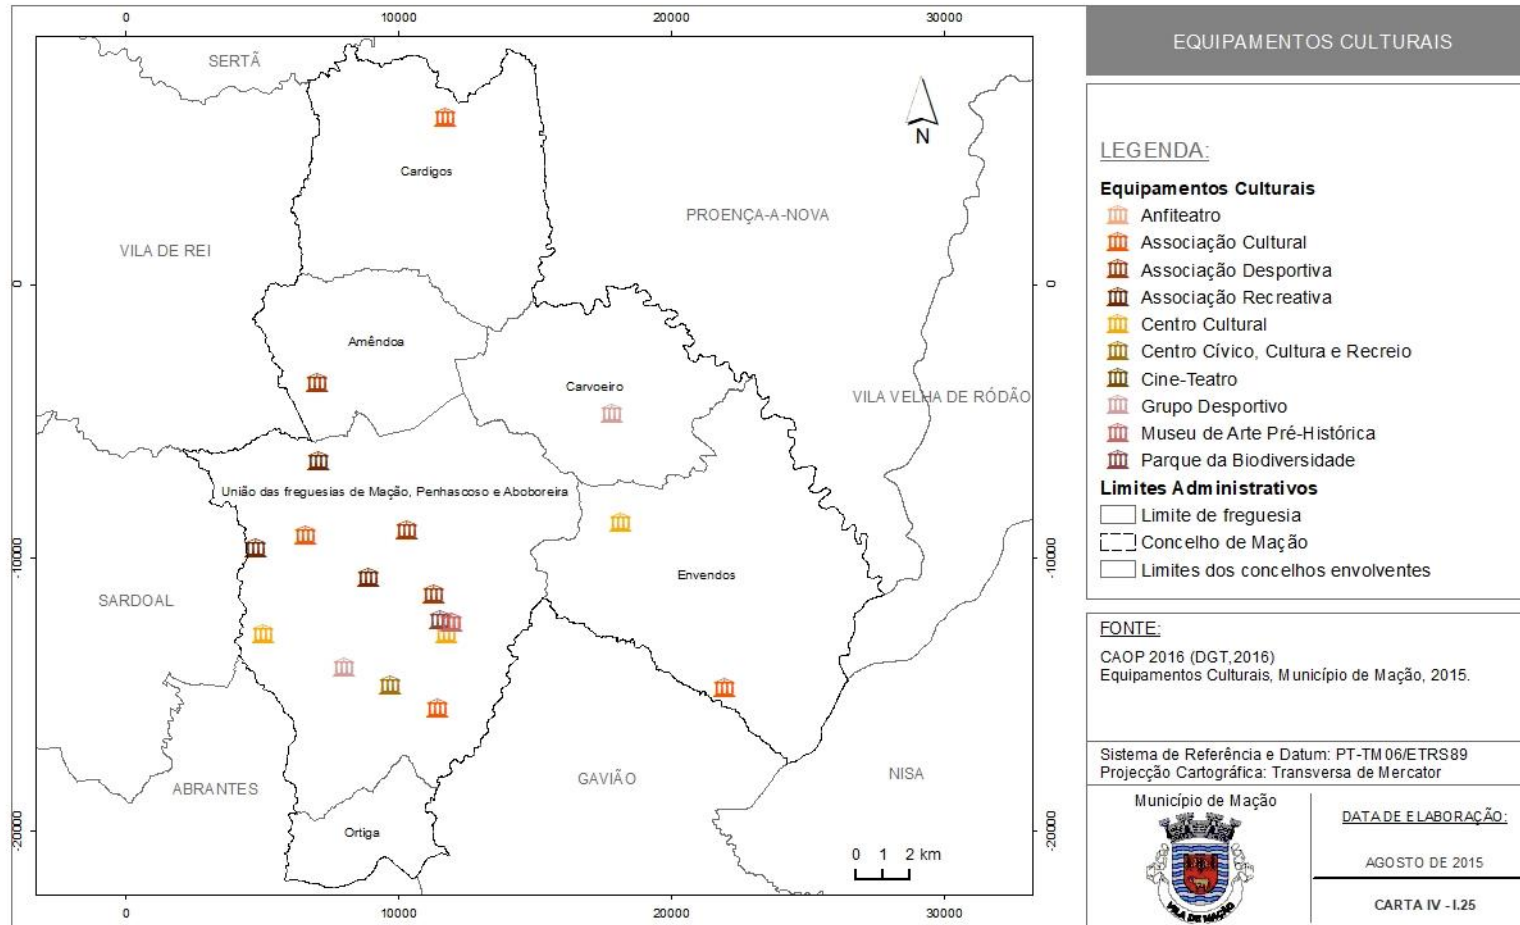 0 10000 20000 30000
EQUIPAMENTOS CULTURAIS
SERTÃ
N
Cardigos
PROENÇA-A-NOVA
VILA DE REI
0 0
Amêndoa
Carvoeiro
VILA VELHA DE RÓDÃO
União das freguesias de Mação, Penhascoso e Aboboreira
-10000 -10000
Envendos
SARDOAL
ABRANTES
GAVIÃO
NISA
Ortiga
-20000 -20000
0 1 2 km
0 10000 20000 30000
LEGENDA:
Equipamentos Culturais
Anfiteatro
Associação Cultural
Associação Desportiva
Associação Recreativa
Centro Cultural
Centro Cívico, Cultura e Recreio
Cine-Teatro
Grupo Desportivo
Museu de Arte Pré-Histórica
Parque da Biodiversidade
Limites Administrativos
Limite de freguesia
Concelho de Mação
Limites dos concelhos envolventes
FONTE:
CAOP 2016 (DGT,2016)
Equipamentos Culturais, Município de Mação, 2015.
Sistema de Referência e Datum: PT-TM06/ETRS89
Projecção Cartográfica: Transversa de Mercator
Município de Mação
VILA DE MAÇÃO
DATA DE ELABORAÇÃO:
AGOSTO DE 2015
CARTA IV - I.25